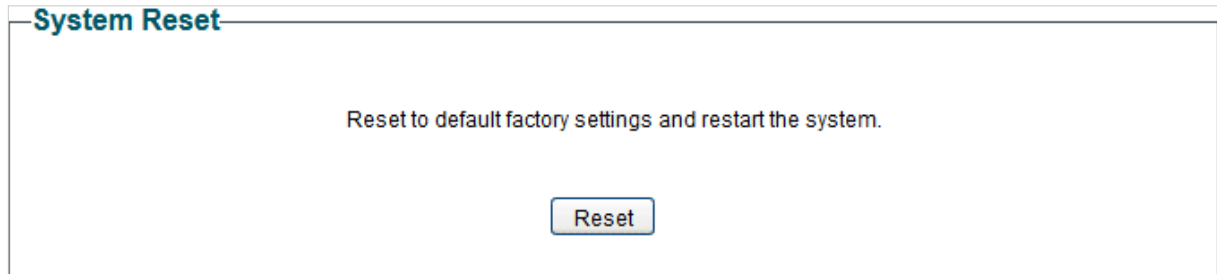 System Reset
Reset to default factory settings and restart the system.
Reset